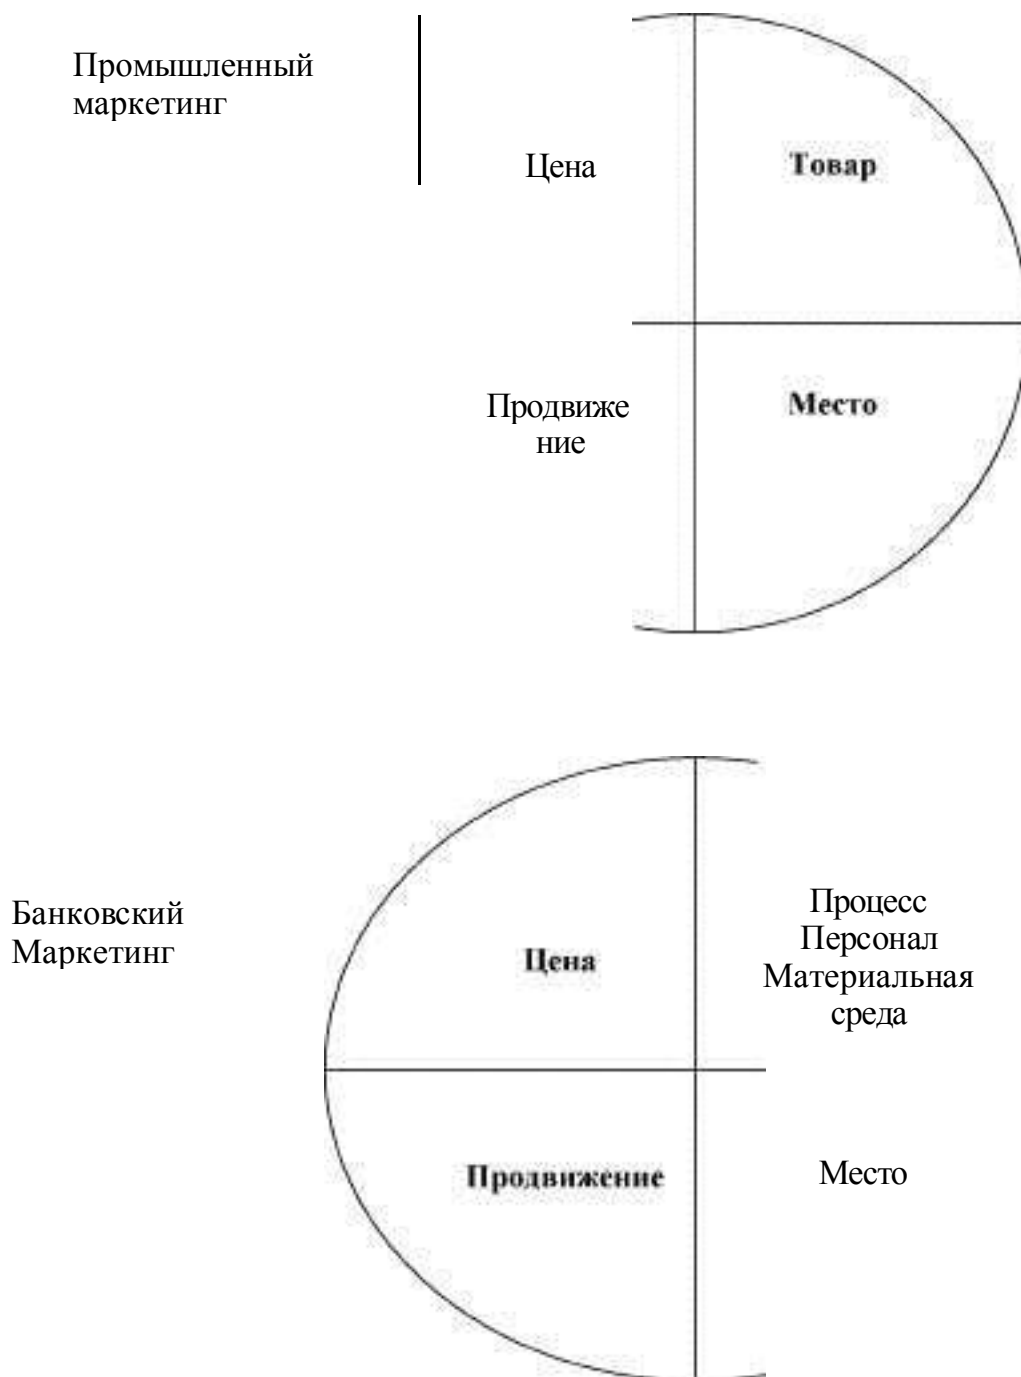 Промышленный
маркетинг
Цена
Товар
Продвиже
ние
Место
Банковский
Маркетинг
Цена
Процесс
Персонал
Материальная
среда
Продвижение
Место